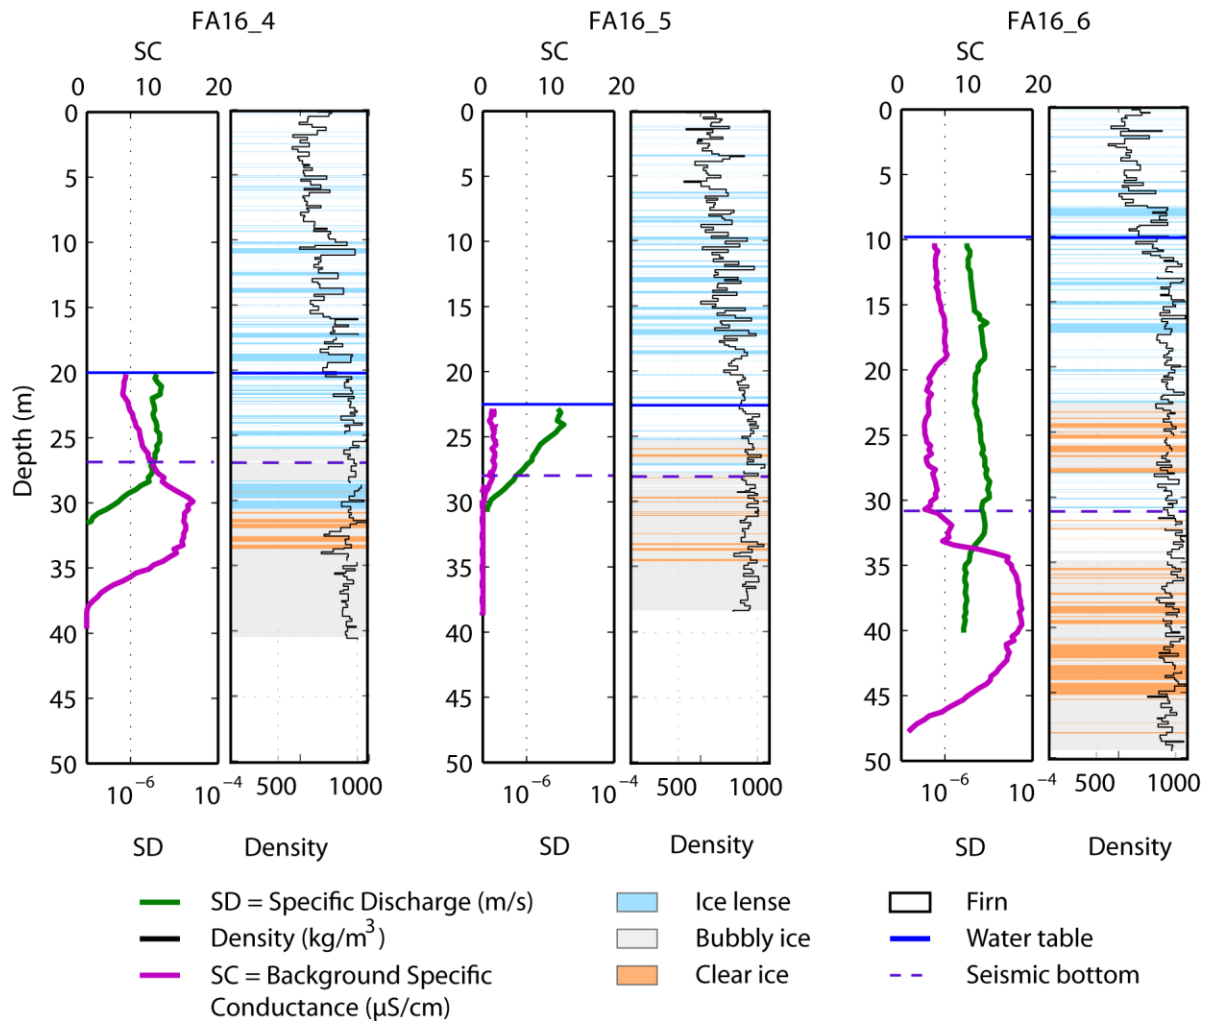 FA16_4 FA16_5 FA16_6
SC SC SC
0 10 20 0 10 20 0 10 20
0 0 0
5 5 5
10 10 10
15 15 15
20 20 20
Depth (m)
25 25 25
30 30 30
35 35 35
40 40 40
45 45 45
50 50 50
10⁻⁶ 10⁻⁴ 500 1000 10⁻⁶ 10⁻⁴ 500 1000 10⁻⁶ 10⁻⁴ 500 1000
SD Density SD Density SD Density
SD = Specific Discharge (m/s) Ice lense Firn
Density (kg/m³) Bubbly ice Water table
SC = Background Specific Clear ice Seismic bottom
Conductance (µS/cm)